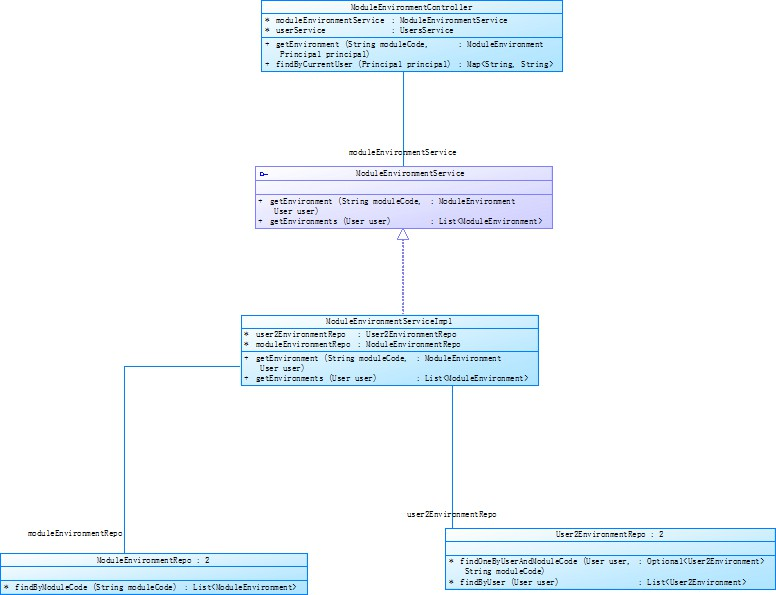 ModuleEnvironmentController
* moduleEnvironmentService : ModuleEnvironmentService
* userService : UsersService
+ getEnvironment (String moduleCode, : ModuleEnvironment
Principal principal)
+ findByCurrentUser (Principal principal) : Map<String, String>
moduleEnvironmentService
ModuleEnvironmentService
+ getEnvironment (String moduleCode, : ModuleEnvironment
User user)
+ getEnvironments (User user) : List<ModuleEnvironment>
ModuleEnvironmentServiceImpl
* user2EnvironmentRepo : User2EnvironmentRepo
* moduleEnvironmentRepo : ModuleEnvironmentRepo
+ getEnvironment (String moduleCode, : ModuleEnvironment
User user)
+ getEnvironments (User user) : List<ModuleEnvironment>
user2EnvironmentRepo
moduleEnvironmentRepo
User2EnvironmentRepo : 2
* findOneByUserAndModuleCode (User user, : Optional<User2Environment>
String moduleCode)
* findByUser (User user) : List<User2Environment>
ModuleEnvironmentRepo : 2
* findByModuleCode (String moduleCode) : List<ModuleEnvironment>